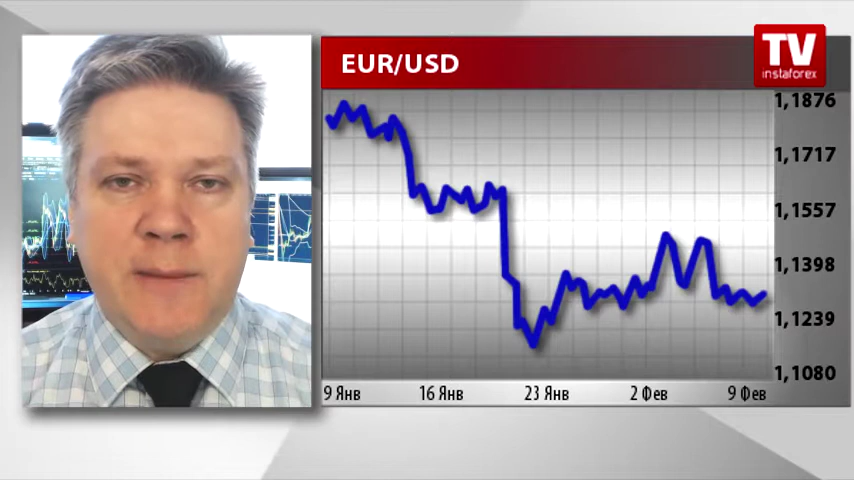 TV
instaforex
EUR/USD
1,1876
1,1717
1,1557
1,1398
1,1239
1,1080
9 Янв
16 Янв
23 Янв
2 Фев
9 Фев